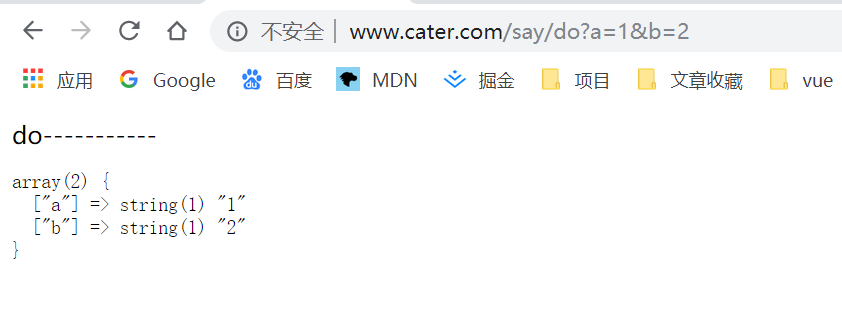 不安全 | www.cater.com/say/do?a=1&b=2
应用 Google du 百度 MDN 掘金 项目 文章收藏 vue
do-----------
array(2) {
  ["a"] => string(1) "1"
  ["b"] => string(1) "2"
}